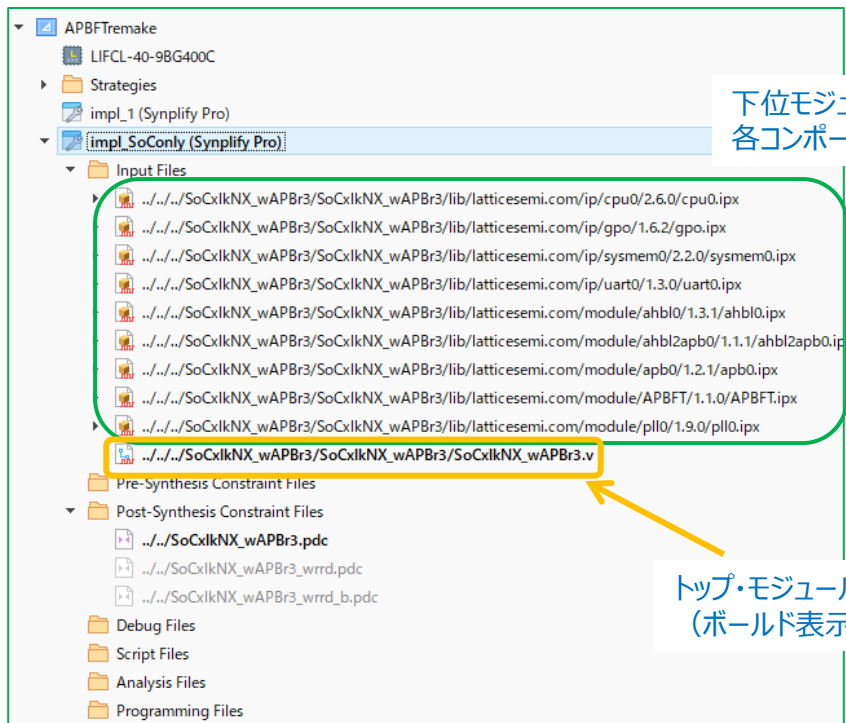 APBFTremake
LIFCL-40-9BG400C
Strategies
impl_1 (Synplify Pro)
impl_SoConly (Synplify Pro)
Input Files
../../../SoCxlkNX_wAPBr3/SoCxlkNX_wAPBr3/lib/latticesemi.com/ip/cpu0/2.6.0/cpu0.ipx
../../../SoCxlkNX_wAPBr3/SoCxlkNX_wAPBr3/lib/latticesemi.com/ip/gpo/1.6.2/gpo.ipx
../../../SoCxlkNX_wAPBr3/SoCxlkNX_wAPBr3/lib/latticesemi.com/ip/sysmem0/2.2.0/sysmem0.ipx
../../../SoCxlkNX_wAPBr3/SoCxlkNX_wAPBr3/lib/latticesemi.com/ip/uart0/1.3.0/uart0.ipx
../../../SoCxlkNX_wAPBr3/SoCxlkNX_wAPBr3/lib/latticesemi.com/module/ahbl0/1.3.1/ahbl0.ipx
../../../SoCxlkNX_wAPBr3/SoCxlkNX_wAPBr3/lib/latticesemi.com/module/ahbl2apb0/1.1.1/ahbl2apb0.ip
../../../SoCxlkNX_wAPBr3/SoCxlkNX_wAPBr3/lib/latticesemi.com/module/apb0/1.2.1/apb0.ipx
../../../SoCxlkNX_wAPBr3/SoCxlkNX_wAPBr3/lib/latticesemi.com/module/APBFT/1.1.0/APBFT.ipx
../../../SoCxlkNX_wAPBr3/SoCxlkNX_wAPBr3/lib/latticesemi.com/module/pll0/1.9.0/pll0.ipx
../../../SoCxlkNX_wAPBr3/SoCxlkNX_wAPBr3/SoCxlkNX_wAPBr3.v
Pre-Synthesis Constraint Files
Post-Synthesis Constraint Files
../../SoCxlkNX_wAPBr3.pdc
../../SoCxlkNX_wAPBr3_wrrd.pdc
../../SoCxlkNX_wAPBr3_wrrd_b.pdc
Debug Files
Script Files
Analysis Files
Programming Files
下位モジュ
各コンポー
トップ・モジュール
（ボールド表示